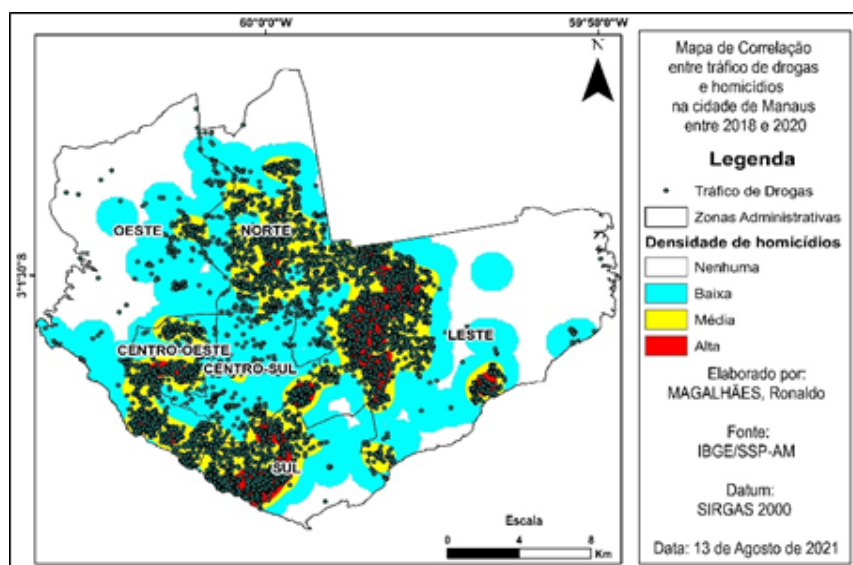 60°0'0"W
59°50'0"W
N
3°1'30"S
OESTE
NORTE
LESTE
CENTRO-OESTE
CENTRO-SUL
SUL
Escala
0 4 8
Km
Mapa de Correlação
entre tráfico de drogas
e homicídios
na cidade de Manaus
entre 2018 e 2020
Legenda
Tráfico de Drogas
Zonas Administrativas
Densidade de homicídios
Nenhuma
Baixa
Média
Alta
Elaborado por:
MAGALHÃES, Ronaldo
Fonte:
IBGE/SSP-AM
Datum:
SIRGAS 2000
Data: 13 de Agosto de 2021